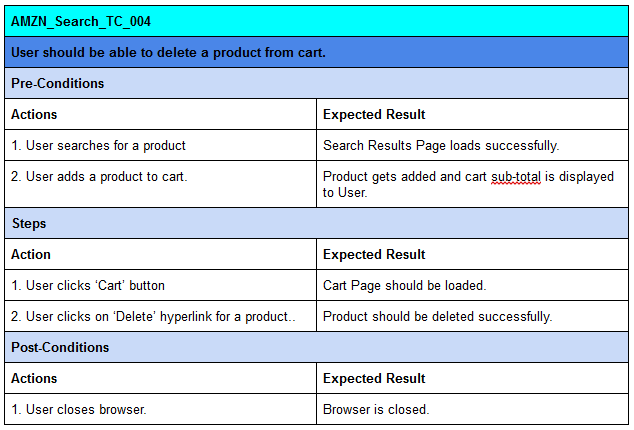 AMZN_Search_TC_004
User should be able to delete a product from cart.
Pre-Conditions
Actions
Expected Result
1. User searches for a product
Search Results Page loads successfully.
2. User adds a product to cart.
Product gets added and cart sub-total is displayed
to User.
Steps
Action
Expected Result
1. User clicks ‘Cart’ button
Cart Page should be loaded.
2. User clicks on ‘Delete’ hyperlink for a product..
Product should be deleted successfully.
Post-Conditions
Actions
Expected Result
1. User closes browser.
Browser is closed.